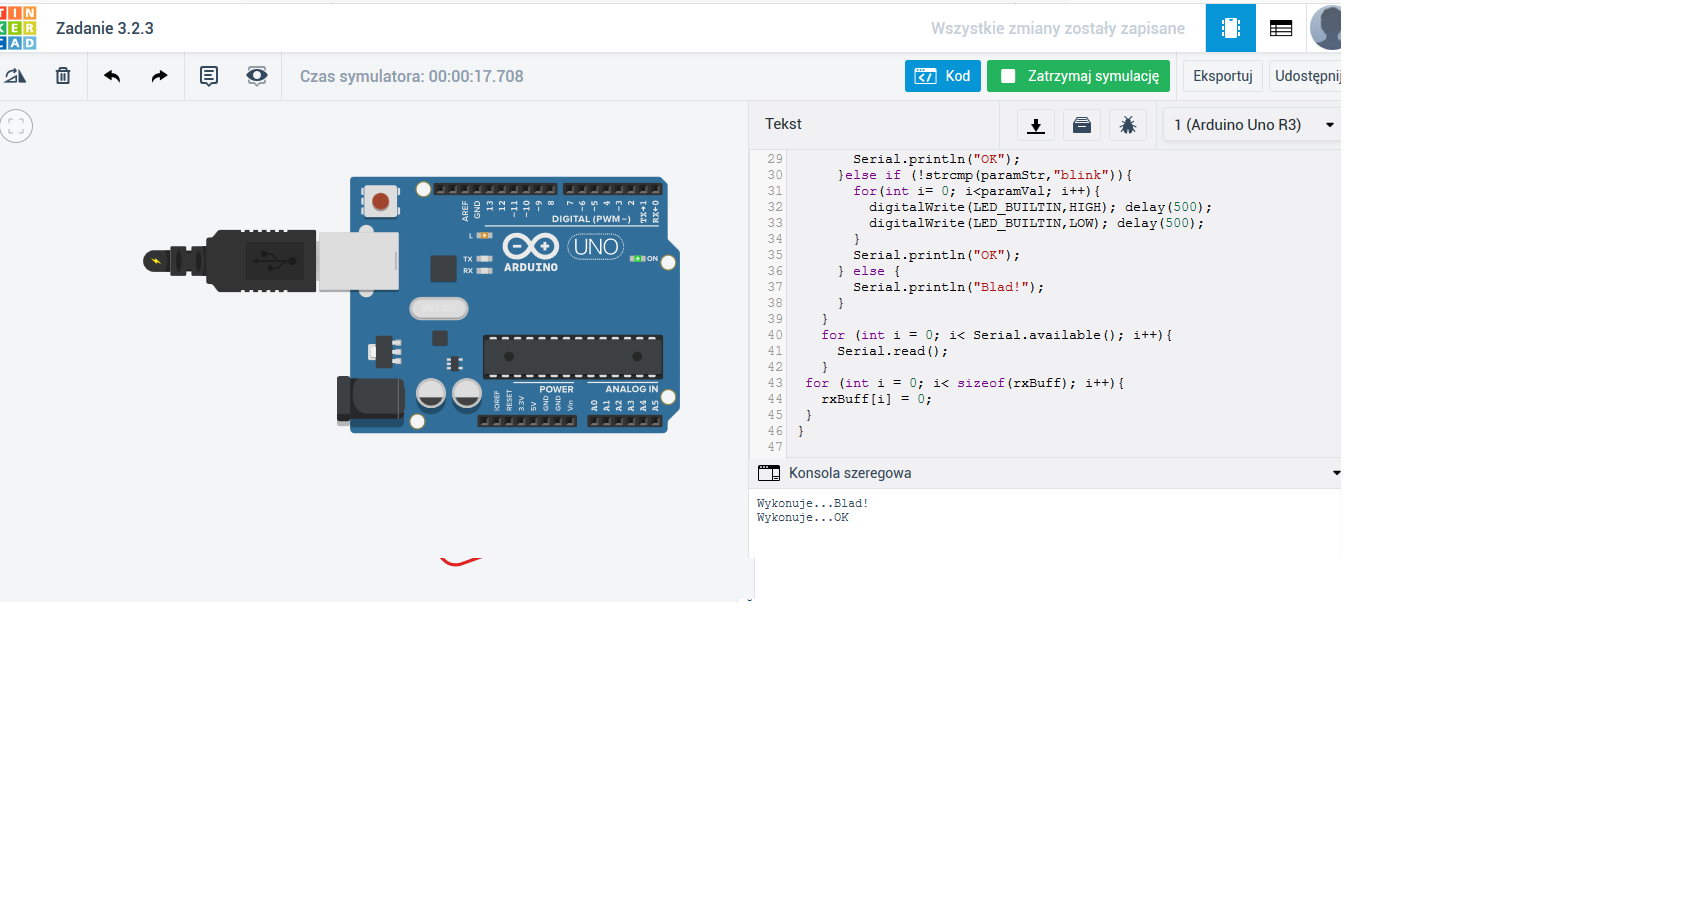 TIN
KER
CAD
Zadanie 3.2.3
Wszystkie zmiany zostały zapisane
Czas symulatora: 00:00:17.708
Kod
Zatrzymaj symulację
Eksportuj
Udostępnij
Tekst
1 (Arduino Uno R3)
29 Serial.println("OK");
30 }else if (!strcmp(paramStr,"blink")){
31 for(int i= 0; i<paramVal; i++){
32 digitalWrite(LED_BUILTIN,HIGH); delay(500);
33 digitalWrite(LED_BUILTIN,LOW); delay(500);
34 }
35 Serial.println("OK");
36 } else {
37 Serial.println("Blad!");
38 }
39 }
40 for (int i = 0; i< Serial.available(); i++){
41 Serial.read();
42 }
43 for (int i = 0; i< sizeof(rxBuff); i++){
44 rxBuff[i] = 0;
45 }
46 }
47
Konsola szeregowa
Wykonuje...Blad!
Wykonuje...OK
AREF GND 13 12 ~11 ~10 ~9 8 7 ~6 ~5 4 ~3 2 TX→1 RX←0
DIGITAL (PWM~)
L
TX
RX
UNO
ARDUINO
ON
POWER
ANALOG IN
IOREF RESET 3.3V 5V GND GND Vin A0 A1 A2 A3 A4 A5